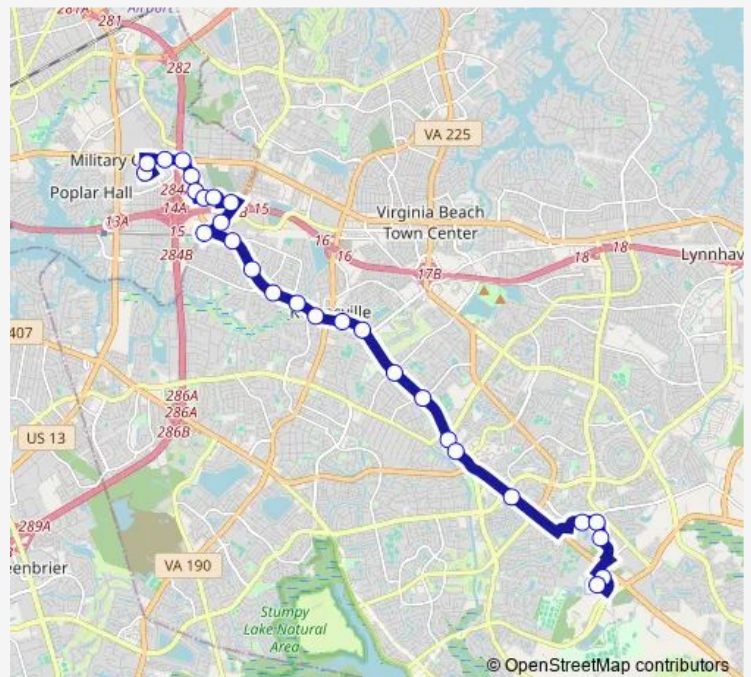 Airport
281A
281
282
VA 225
Military
Poplar Hall
284
14A
15
13A
15
284B
16
16
Virginia Beach
Town Center
17B
18
18
Lynnhav
407
ville
286A
286A
286B
US 13
289A
eenbrier
VA 190
Stumpy
Lake Natural
Area
© OpenStreetMap contributors